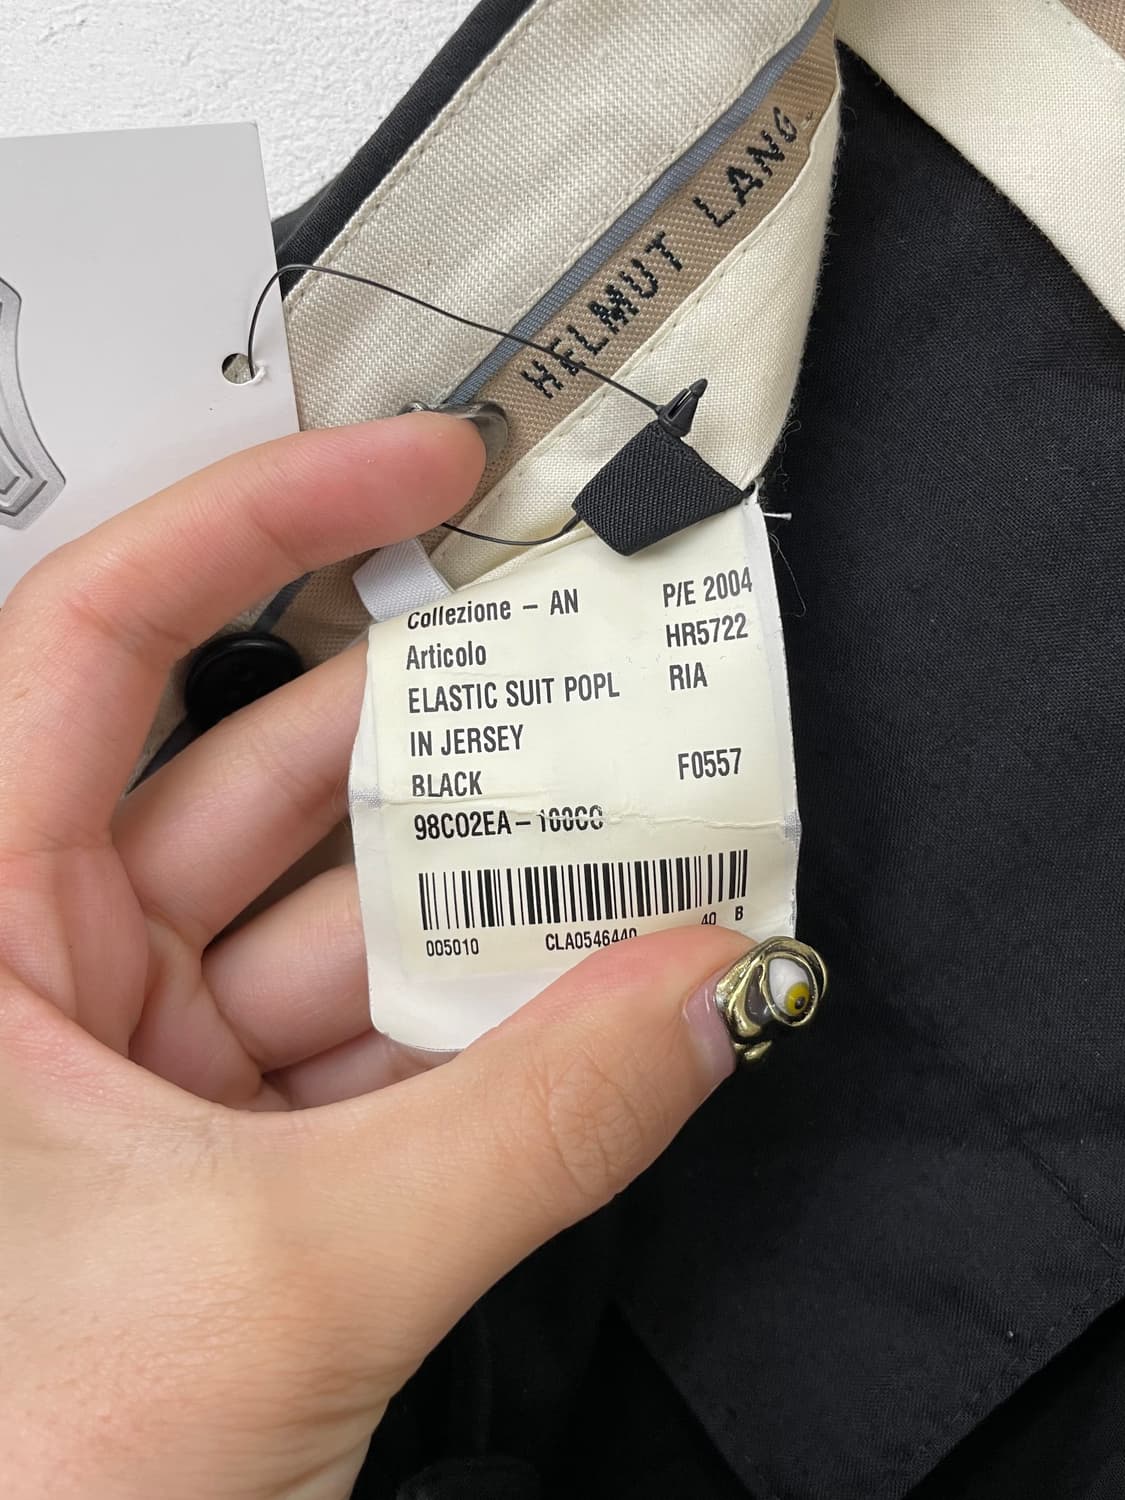 HELMUT LANG
Collezione – AN P/E 2004
Articolo HR5722
ELASTIC SUIT POPL RIA
IN JERSEY
BLACK F0557
98C02EA – 100CO
40 B
005010 CLA0546440